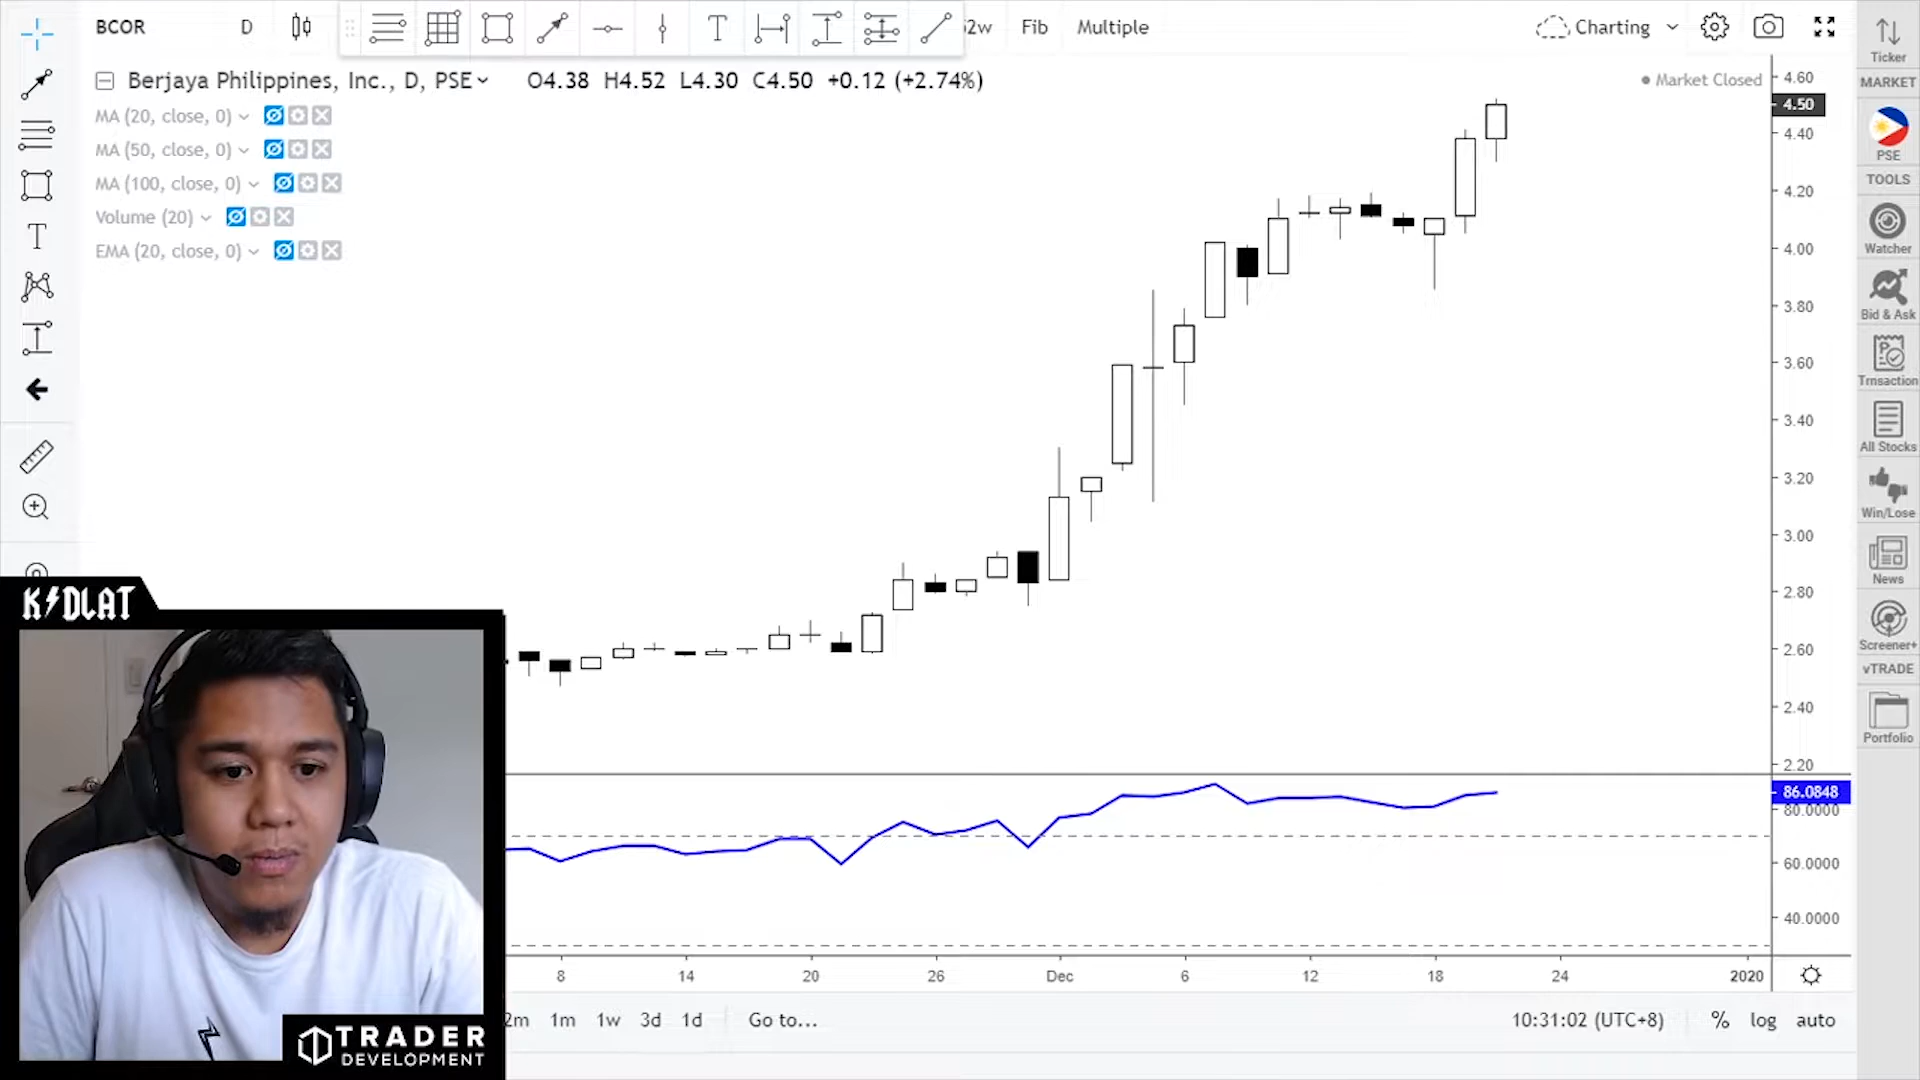 BCOR D 2w Fib Multiple Charting
Berjaya Philippines, Inc., D, PSE O4.38 H4.52 L4.30 C4.50 +0.12 (+2.74%)
Market Closed
MA (20, close, 0)
MA (50, close, 0)
MA (100, close, 0)
Volume (20)
EMA (20, close, 0)
4.60
4.50
4.40
4.20
4.00
3.80
3.60
3.40
3.20
3.00
2.80
2.60
2.40
2.20
86.0848
80.0000
60.0000
40.0000
8 14 20 26 Dec 6 12 18 24 2020
2m 1m 1w 3d 1d Go to... 10:31:02 (UTC+8) % log auto
Ticker
MARKET
PSE
TOOLS
Watcher
Bid & Ask
Trnsaction
All Stocks
Win/Lose
News
Screener+
vTRADE
Portfolio
KIDLAT
TRADER
DEVELOPMENT